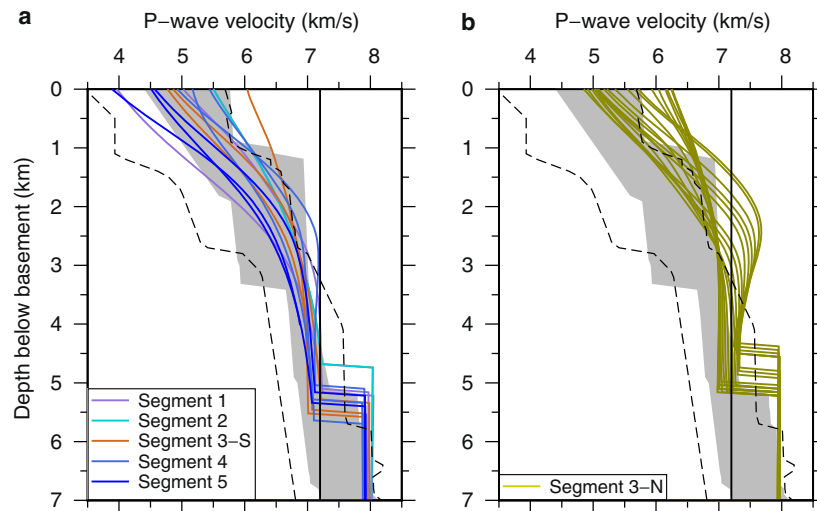 a
P−wave velocity (km/s)
4 5 6 7 8
0
1
2
3
4
5
6
7
Depth below basement (km)
Segment 1
Segment 2
Segment 3−S
Segment 4
Segment 5
b
P−wave velocity (km/s)
4 5 6 7 8
0
1
2
3
4
5
6
7
Segment 3−N